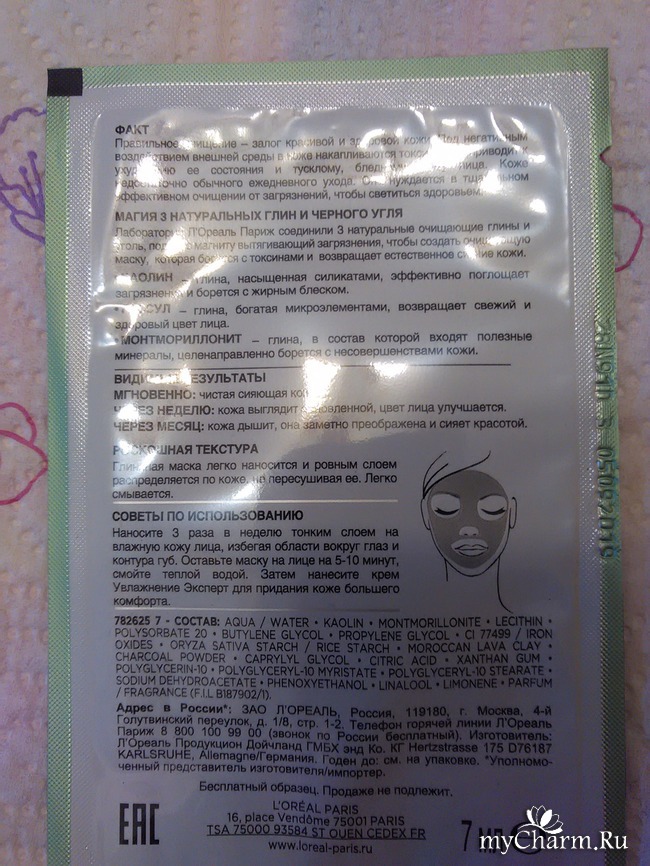 ФАКТ
Правильное очищение – залог красивой и здоровой кожи. Под негативным
воздействием внешней среды в коже накапливаются приводит к
ухудшению ее состояния и тусклому, лица. Коже
недостаточно обычного ежедневного ухода. Она нуждается в тщательном
эффективном очищении от загрязнений, чтобы светиться здоровьем.
МАГИЯ 3 НАТУРАЛЬНЫХ ГЛИН И ЧЕРНОГО УГЛЯ
Лаборатории Л'Ореаль Париж соединили 3 натуральные очищающие глины и
уголь, подобно магниту вытягивающий загрязнения, чтобы создать очищающую
маску, которая борется с токсинами и возвращает естественное сияние кожи.
•КАОЛИН – глина, насыщенная силикатами, эффективно поглощает
загрязнения и борется с жирным блеском.
• – глина, богатая микроэлементами, возвращает свежий и
здоровый цвет лица.
•МОНТМОРИЛЛОНИТ – глина, в состав которой входят полезные
минералы, целенаправленно борется с несовершенствами кожи.
ВИДИМЫЕ РЕЗУЛЬТАТЫ
МГНОВЕННО: чистая сияющая кожа
ЧЕРЕЗ НЕДЕЛЮ: кожа выглядит обновленной, цвет лица улучшается.
ЧЕРЕЗ МЕСЯЦ: кожа дышит, она заметно преображена и сияет красотой.
РОСКОШНАЯ ТЕКСТУРА
Глиняная маска легко наносится и ровным слоем
распределяется по коже, не пересушивая ее. Легко
смывается.
СОВЕТЫ ПО ИСПОЛЬЗОВАНИЮ
Наносите 3 раза в неделю тонким слоем на
влажную кожу лица, избегая области вокруг глаз и
контура губ. Оставьте маску на лице на 5-10 минут,
смойте теплой водой. Затем нанесите крем
Увлажнение Эксперт для придания коже большего
комфорта.
782625 7 - СОСТАВ: AQUA / WATER • KAOLIN • MONTMORILLONITE • LECITHIN •
POLYSORBATE 20 • BUTYLENE GLYCOL • PROPYLENE GLYCOL • CI 77499 / IRON
OXIDES • ORYZA SATIVA STARCH / RICE STARCH • MOROCCAN LAVA CLAY •
CHARCOAL POWDER • CAPRYLYL GLYCOL • CITRIC ACID • XANTHAN GUM •
POLYGLYCERIN-10 • POLYGLYCERYL-10 MYRISTATE • POLYGLYCERYL-10 STEARATE •
SODIUM DEHYDROACETATE • PHENOXYETHANOL • LINALOOL • LIMONENE • PARFUM
/ FRAGRANCE (F.I.L B187902/1).
Адрес в России*: ЗАО Л'ОРЕАЛЬ, Россия, 119180, г. Москва, 4-й
Голутвинский переулок, д. 1/8, стр. 1-2. Телефон горячей линии Л'Ореаль
Париж 8 800 100 99 00 (звонок по России бесплатный). Изготовитель:
Л'Ореаль Продукцион Дойчланд ГМБХ энд Ко. КГ Hertzstrasse 175 D76187
KARLSRUHE, Allemagne/Германия. Годен до: см. на упаковке. *Уполномо-
ченный представитель изготовителя/импортер.
Бесплатный образец. Продаже не подлежит.
L'ORÉAL PARIS
16, place Vendôme 75001 PARIS
TSA 75000 93584 ST OUEN CEDEX FR
www.loreal-paris.ru
EAC
7 мл
myCharm.Ru